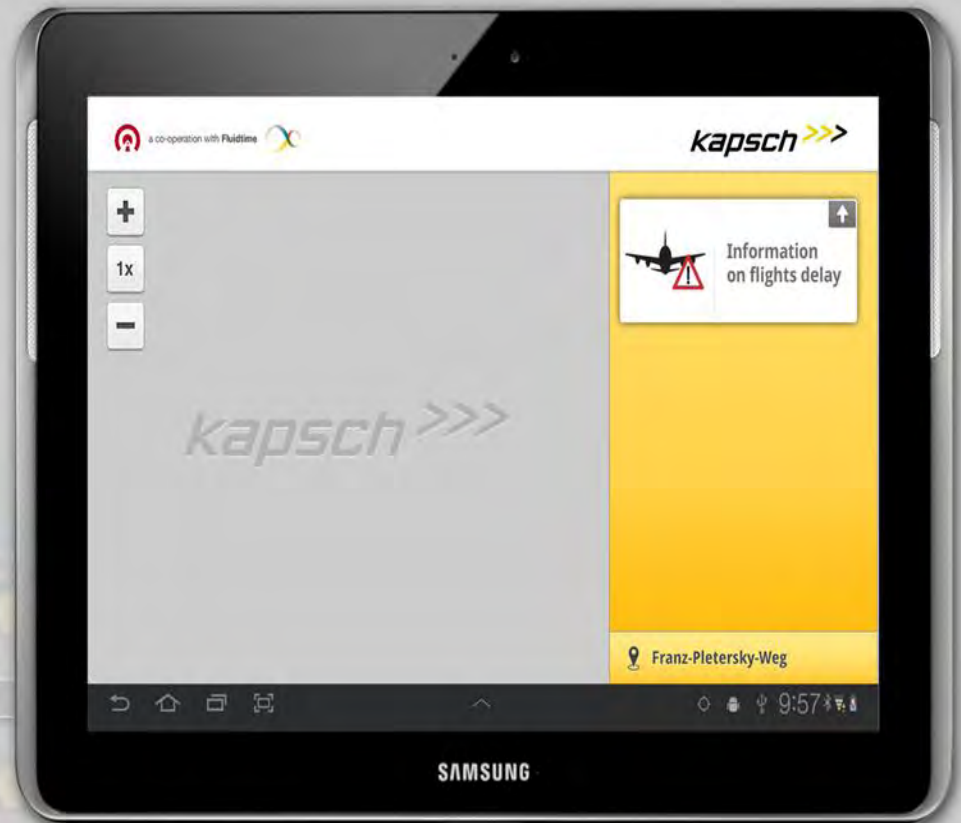 a co-operation with Fluidtime
kapsch >>>
+
1x
Information
on flights delay
kapsch >>>
Franz-Pletersky-Weg
9:57
SAMSUNG